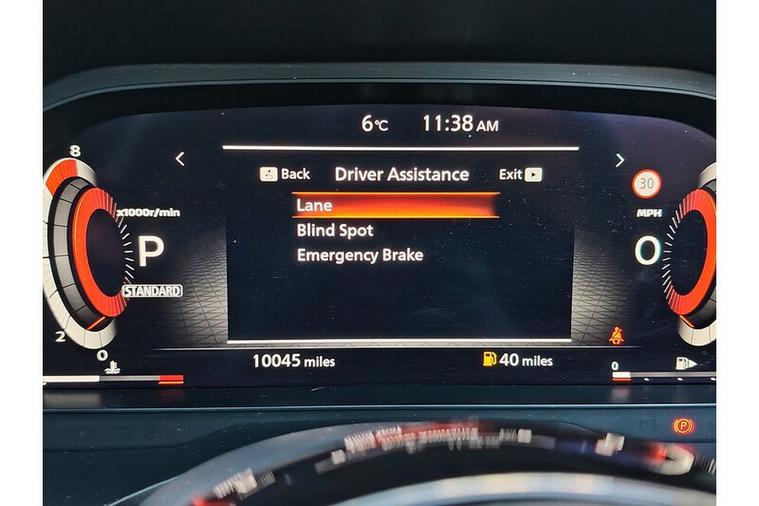 6°C 11:38 AM
8
Back Driver Assistance Exit
30
Lane
x1000r/min
MPH
Blind Spot
P
0
Emergency Brake
STANDARD
2
0
10045 miles
40 miles
0
P